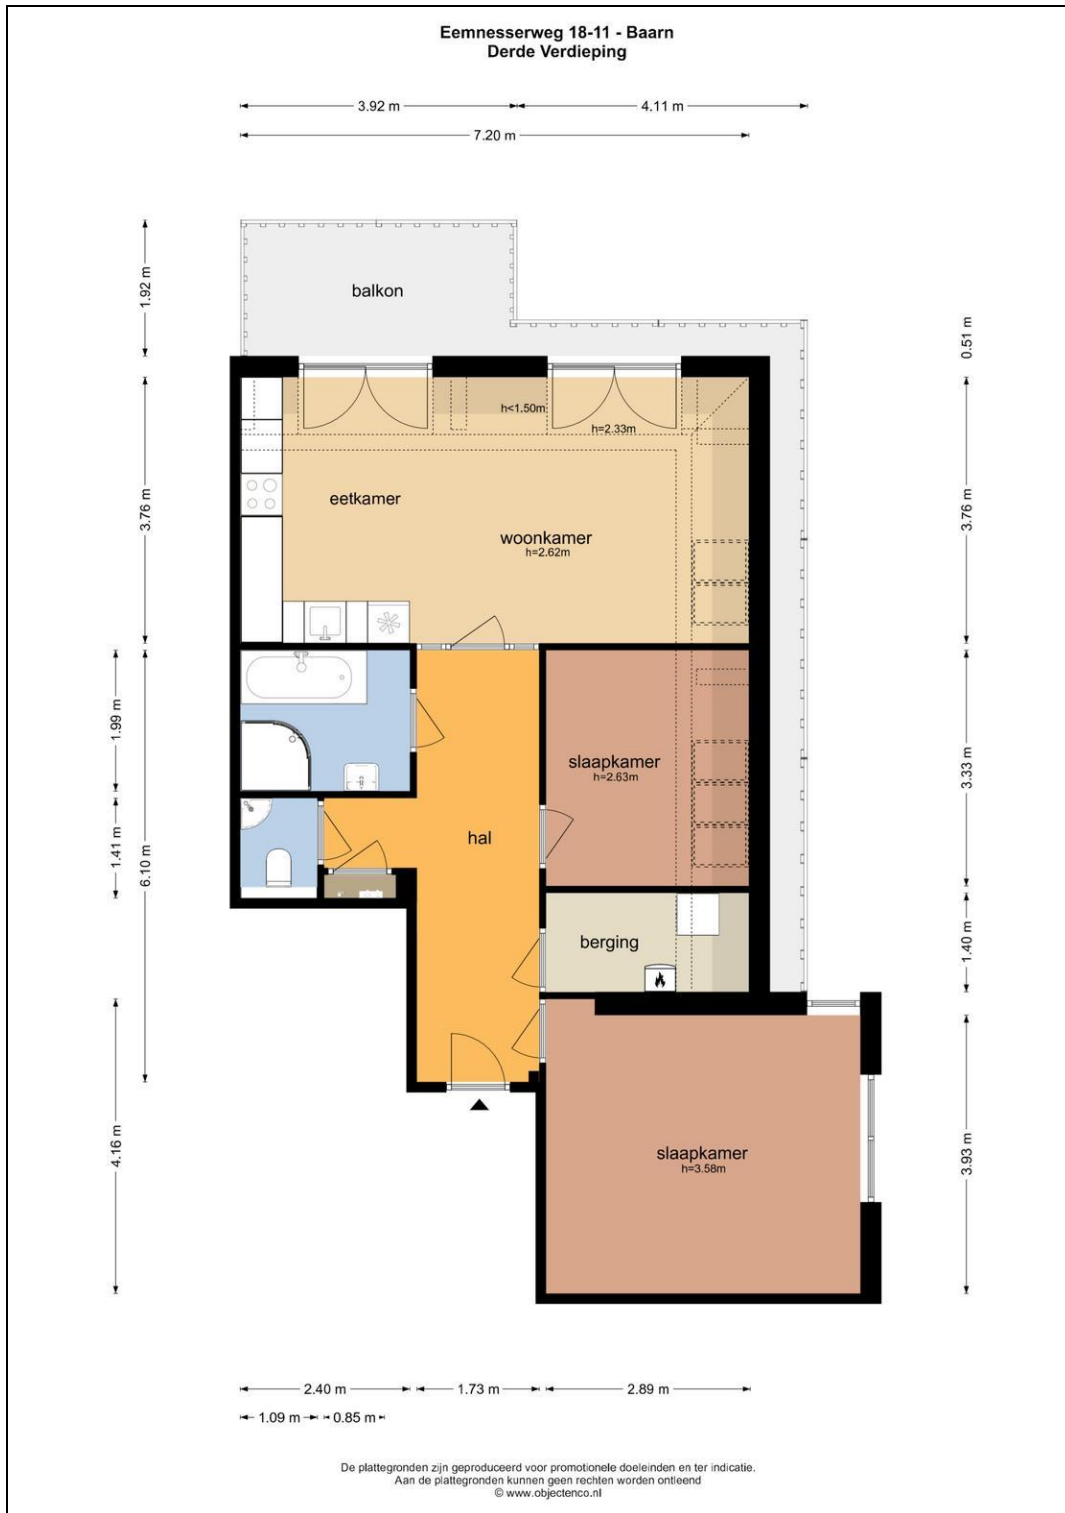 Eemnesserweg 18-11 - Baarn
Derde Verdieping
3.92 m
4.11 m
7.20 m
1.92 m
balkon
0.51 m
h<1.50m
h=2.33m
3.76 m
eetkamer
woonkamer
h=2.62m
3.76 m
1.99 m
slaapkamer
h=2.63m
3.33 m
1.41 m
6.10 m
hal
berging
1.40 m
4.16 m
slaapkamer
h=3.58m
3.93 m
2.40 m
1.73 m
2.89 m
1.09 m
0.85 m
De plattegronden zijn geproduceerd voor promotionele doeleinden en ter indicatie.
Aan de plattegronden kunnen geen rechten worden ontleend
© www.objectenco.nl